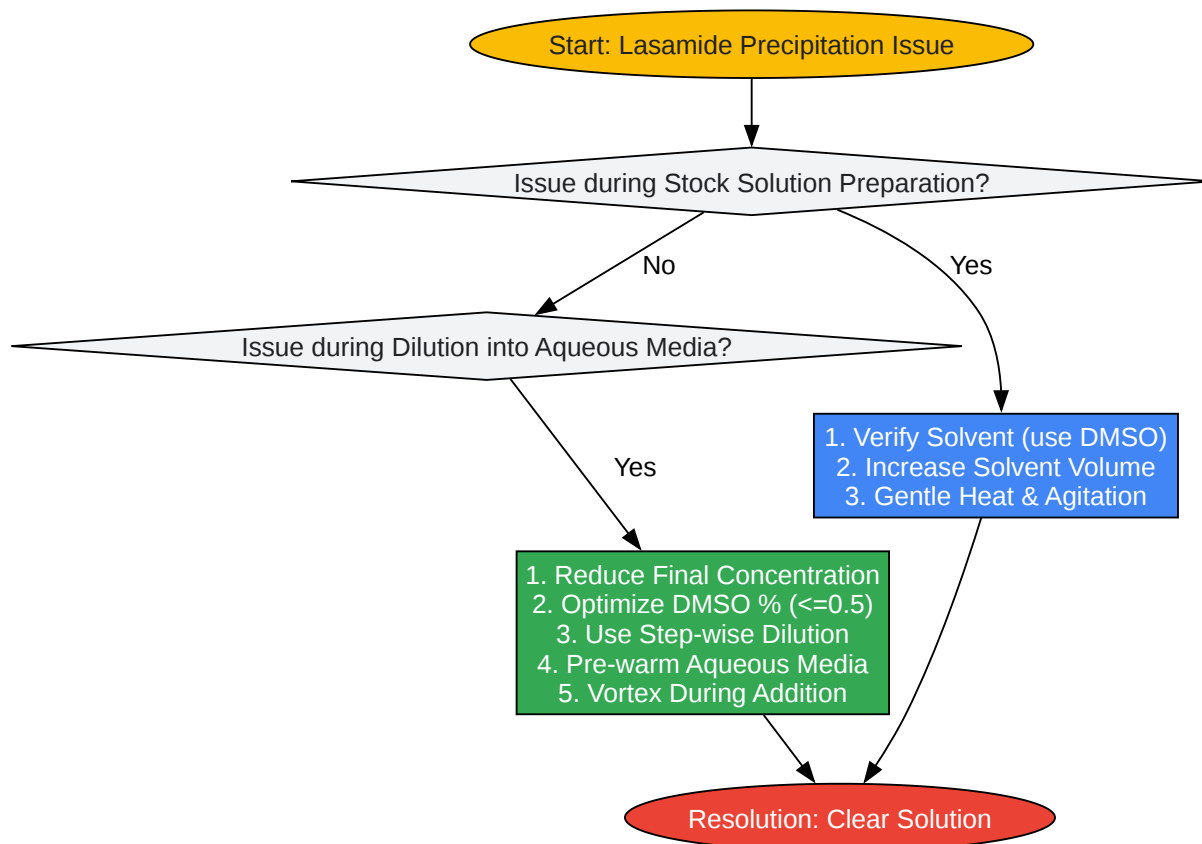 Start: Lasamide Precipitation Issue
Issue during Stock Solution Preparation?
No
Yes
Issue during Dilution into Aqueous Media?
1. Verify Solvent (use DMSO)
2. Increase Solvent Volume
3. Gentle Heat & Agitation
Yes
1. Reduce Final Concentration
2. Optimize DMSO % (<=0.5)
3. Use Step-wise Dilution
4. Pre-warm Aqueous Media
5. Vortex During Addition
Resolution: Clear Solution